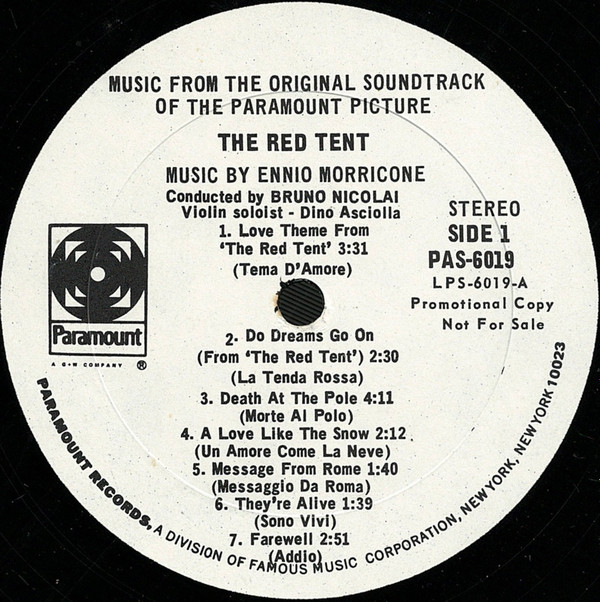 MUSIC FROM THE ORIGINAL SOUNDTRACK
OF THE PARAMOUNT PICTURE
THE RED TENT
MUSIC BY ENNIO MORRICONE
Conducted by BRUNO NICOLAI
Violin soloist - Dino Asciolla
1. Love Theme From
'The Red Tent' 3:31
(Tema D'Amore)
STEREO
SIDE 1
PAS-6019
LPS-6019-A
Promotional Copy
Not For Sale
Paramount
A G+W COMPANY ®
2. Do Dreams Go On
(From 'The Red Tent') 2:30
(La Tenda Rossa)
3. Death At The Pole 4:11
(Morte Al Polo)
4. A Love Like The Snow 2:12
(Un Amore Come La Neve)
5. Message From Rome 1:40
(Messaggio Da Roma)
6. They're Alive 1:39
(Sono Vivi)
7. Farewell 2:51
(Addio)
PARAMOUNT RECORDS, A DIVISION OF FAMOUS MUSIC CORPORATION, NEW YORK, NEW YORK 10023